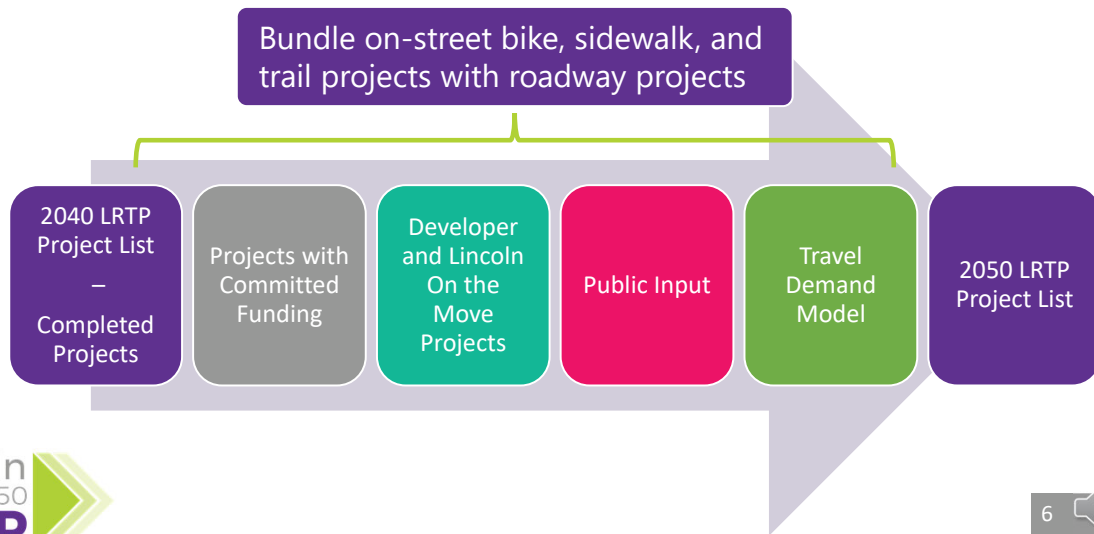 Bundle on-street bike, sidewalk, and
trail projects with roadway projects
2040 LRTP
Project List
–
Completed
Projects
Projects with
Committed
Funding
Developer
and Lincoln
On the
Move
Projects
Public Input
Travel
Demand
Model
2050 LRTP
Project List
6